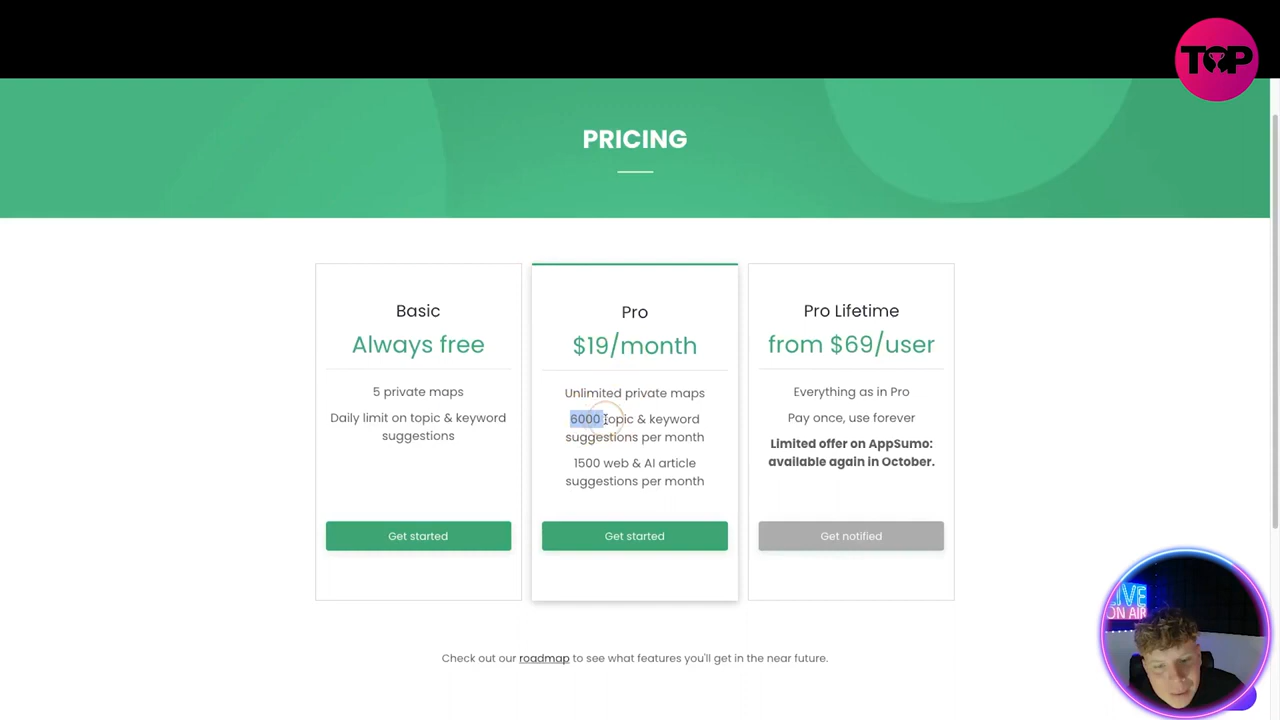 TOP
PRICING
Basic
Always free
5 private maps
Daily limit on topic & keyword
suggestions
Get started
Pro
$19/month
Unlimited private maps
6000 topic & keyword
suggestions per month
1500 web & AI article
suggestions per month
Get started
Pro Lifetime
from $69/user
Everything as in Pro
Pay once, use forever
Limited offer on AppSumo:
available again in October.
Get notified
LIVE
ON AIR
Check out our roadmap to see what features you'll get in the near future.